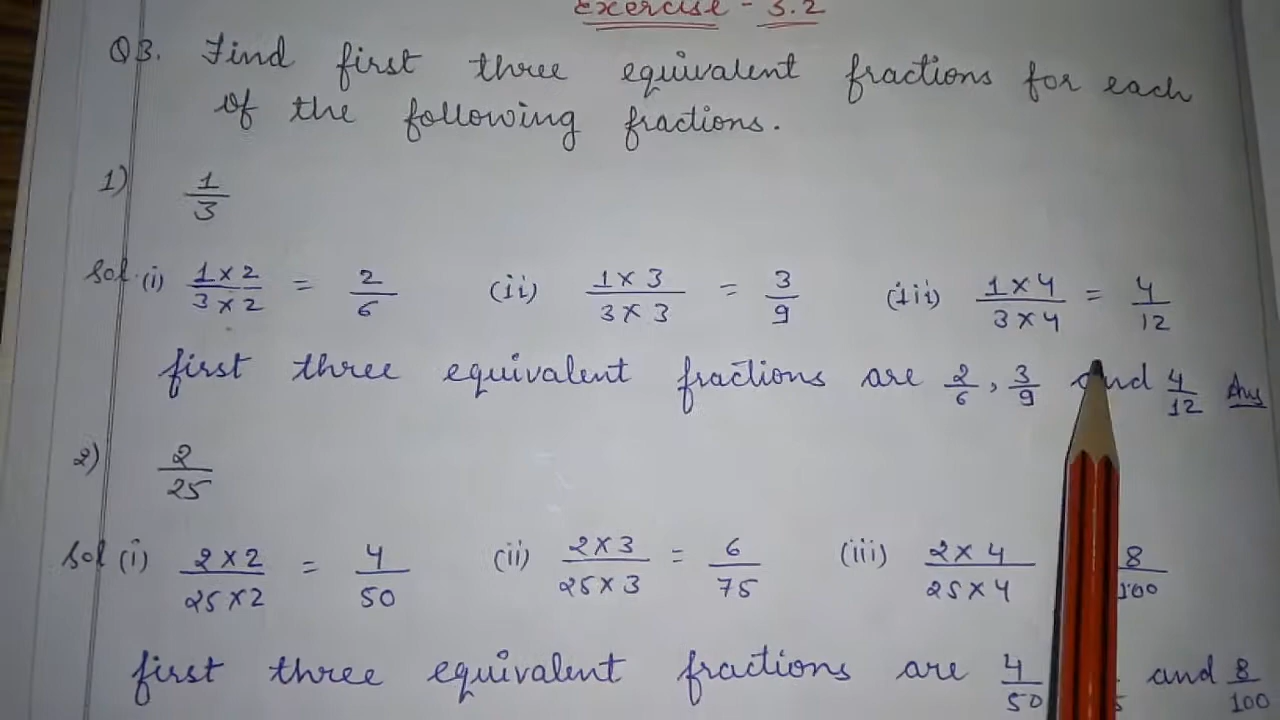 Exercise - 3.2
Q3. Find first three equivalent fractions for each
of the following fractions.
1) 1/3
Sol. (i) 1 x 2 / 3 x 2 = 2/6 (ii) 1 x 3 / 3 x 3 = 3/9 (iii) 1 x 4 / 3 x 4 = 4/12
first three equivalent fractions are 2/6, 3/9 and 4/12 Ans
2) 2/25
Sol (i) 2 x 2 / 25 x 2 = 4/50 (ii) 2 x 3 / 25 x 3 = 6/75 (iii) 2 x 4 / 25 x 4 8/100
first three equivalent fractions are 4/50 and 8/100